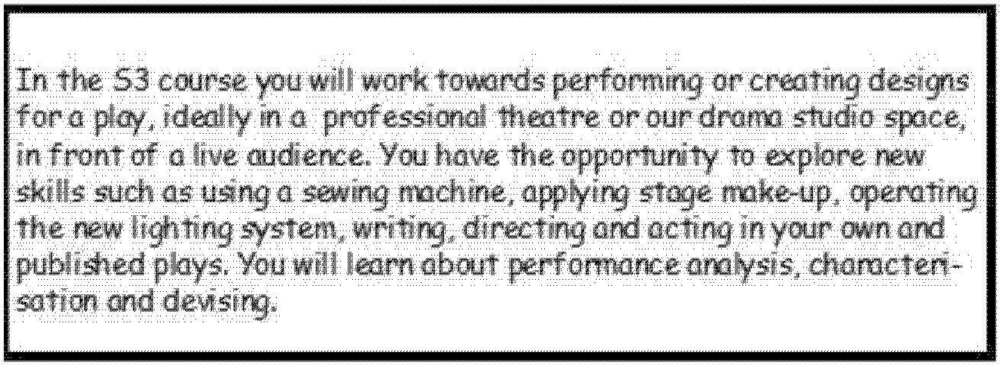 In the S3 course you will work towards performing or creating designs
for a play, ideally in a professional theatre or our drama studio space,
in front of a live audience. You have the opportunity to explore new
skills such as using a sewing machine, applying stage make-up, operating
the new lighting system, writing, directing and acting in your own and
published plays. You will learn about performance analysis, characteri-
sation and devising.